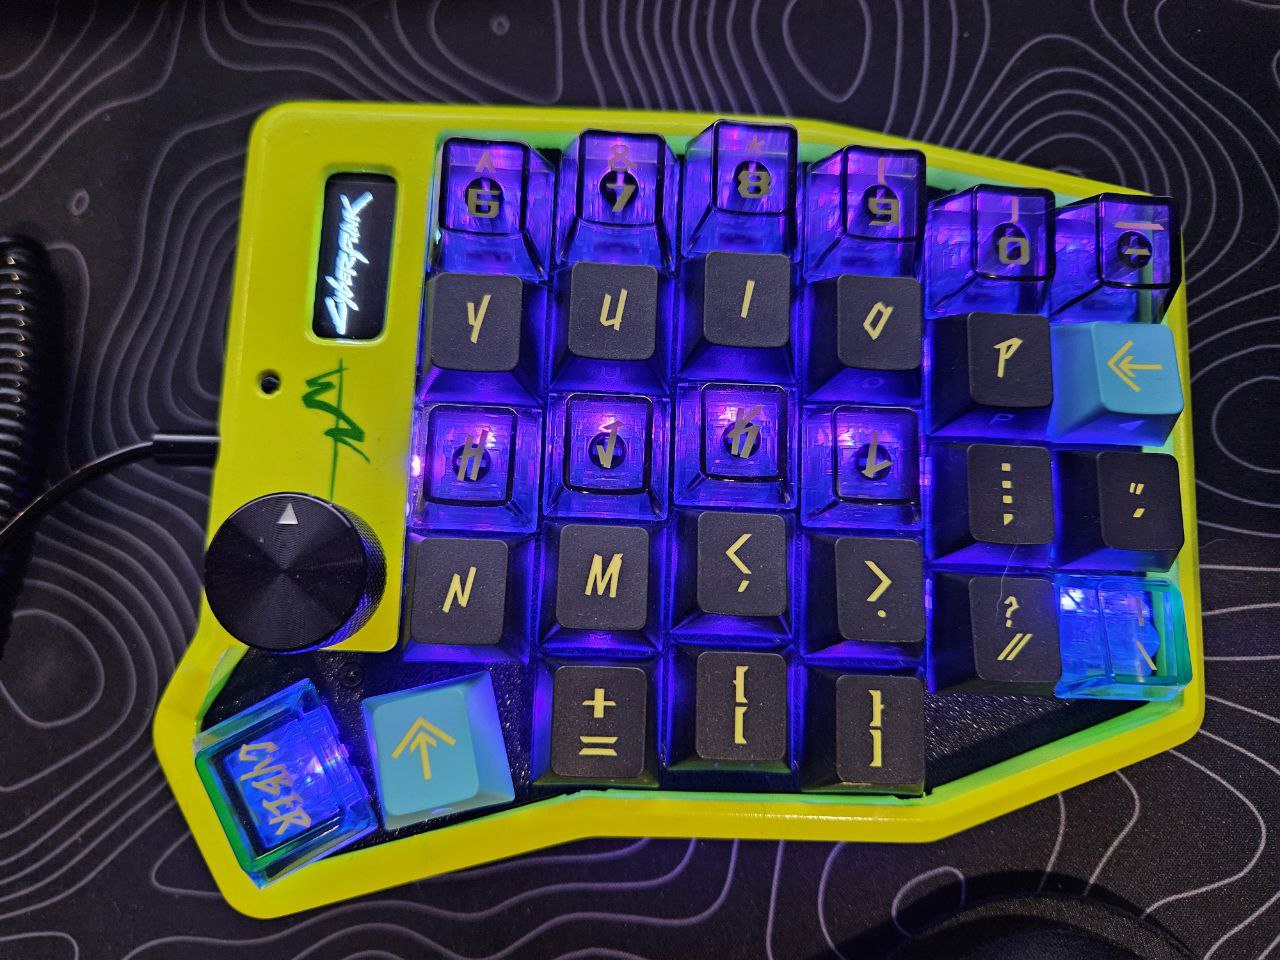 ^ & * ( ) _
6 7 8 9 0 -
CYBERPUNK
Y U I O P ←
H J K L : "
; '
N M < > ? |
, . / \
+ { }
= [ ]
CYBER ↑